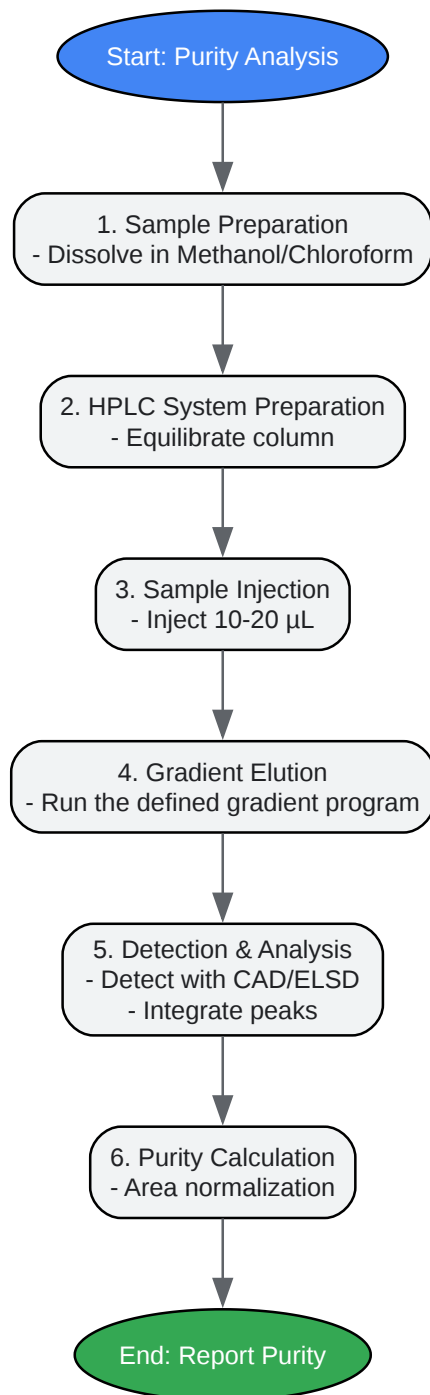 Start: Purity Analysis
1. Sample Preparation
- Dissolve in Methanol/Chloroform
2. HPLC System Preparation
- Equilibrate column
3. Sample Injection
- Inject 10-20 µL
4. Gradient Elution
- Run the defined gradient program
5. Detection & Analysis
- Detect with CAD/ELSD
- Integrate peaks
6. Purity Calculation
- Area normalization
End: Report Purity